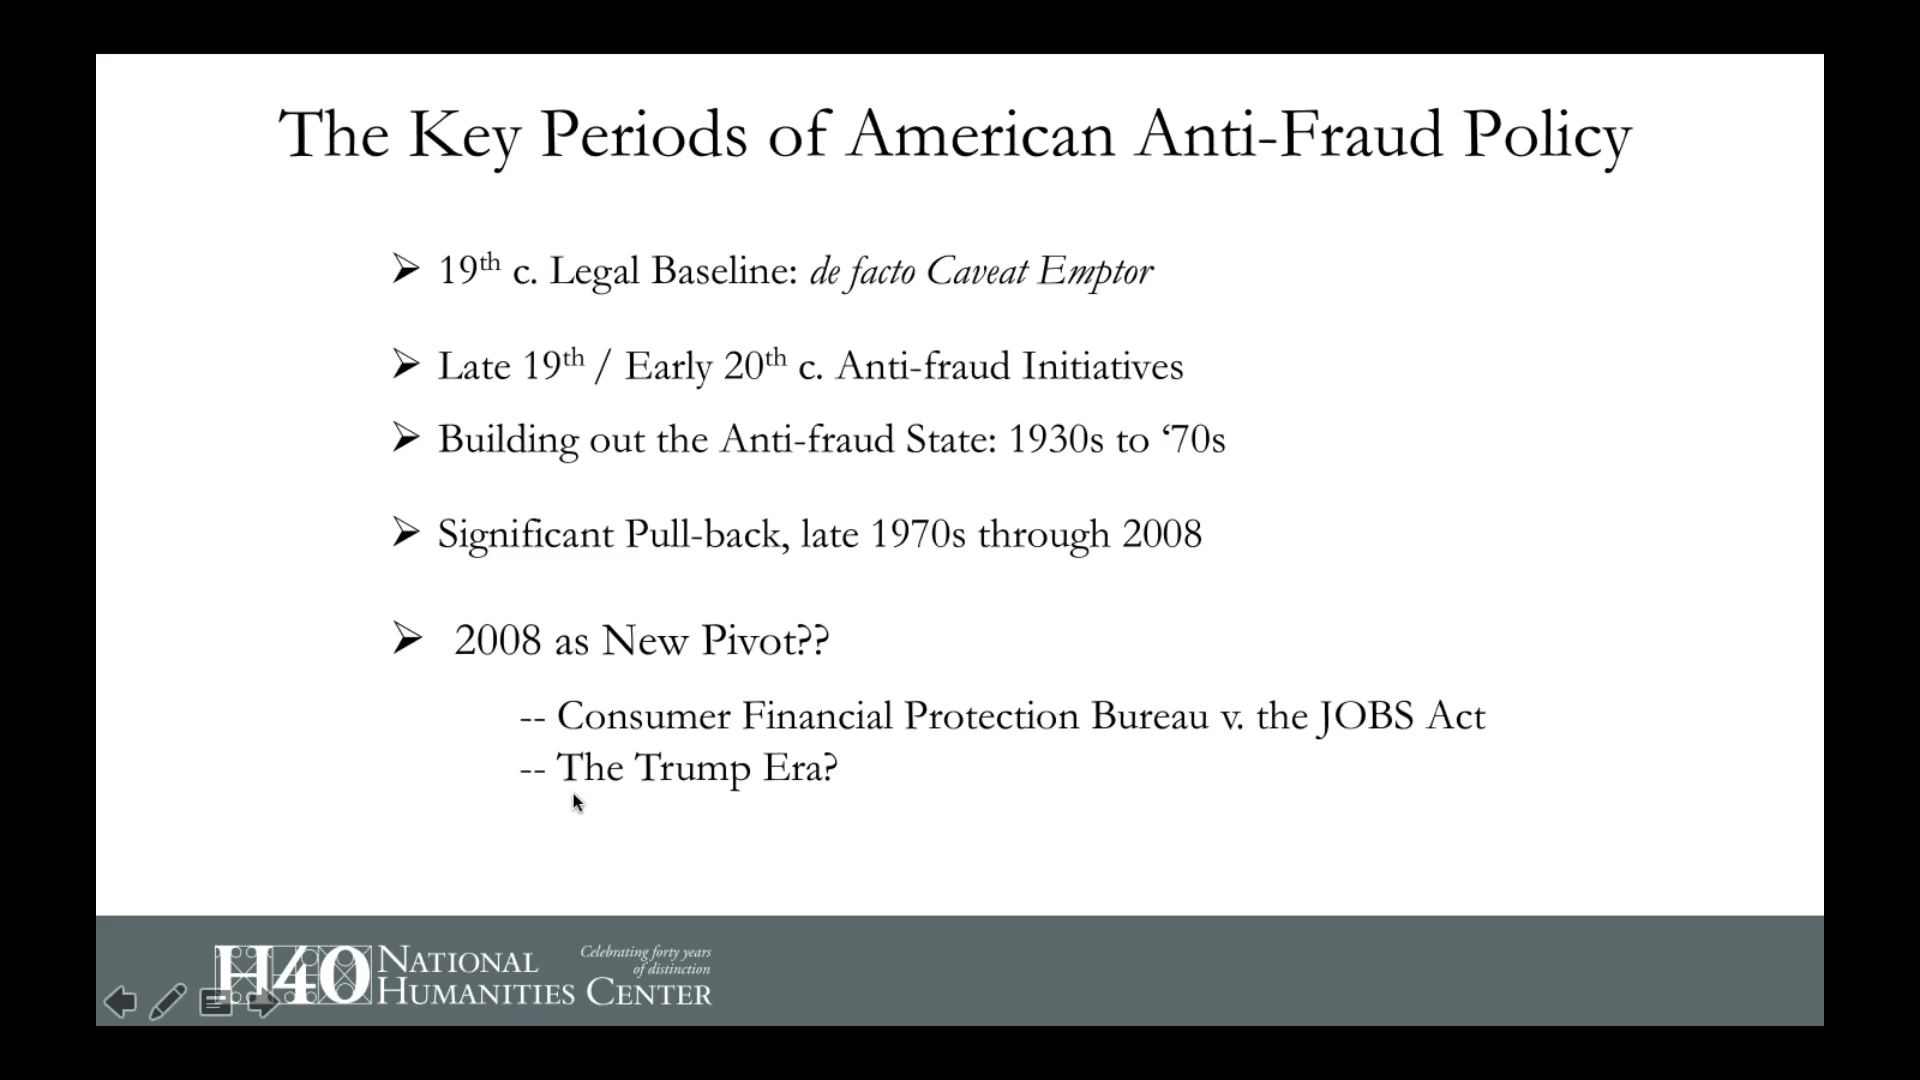 The Key Periods of American Anti-Fraud Policy
➢ 19th c. Legal Baseline: de facto Caveat Emptor
➢ Late 19th / Early 20th c. Anti-fraud Initiatives
➢ Building out the Anti-fraud State: 1930s to ‘70s
➢ Significant Pull-back, late 1970s through 2008
➢ 2008 as New Pivot??
-- Consumer Financial Protection Bureau v. the JOBS Act
-- The Trump Era?
H40 NATIONAL HUMANITIES CENTER
Celebrating forty years
of distinction